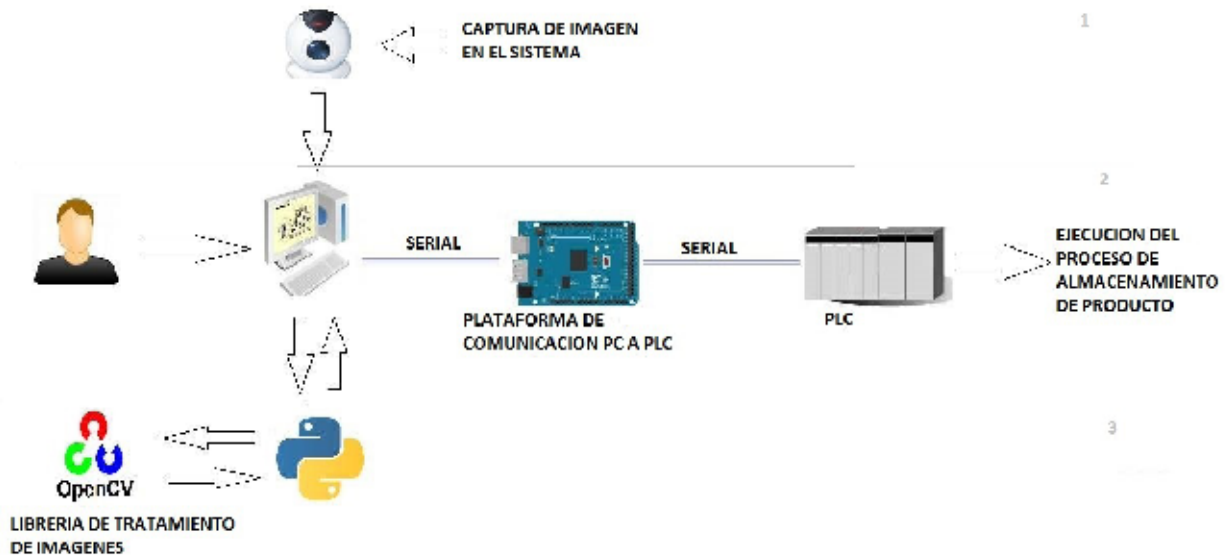 CAPTURA DE IMAGEN
EN EL SISTEMA
1
2
SERIAL
SERIAL
EJECUCION DEL
PROCESO DE
ALMACENAMIENTO
DE PRODUCTO
PLATAFORMA DE
COMUNICACION PC A PLC
PLC
3
OpenCV
LIBRERIA DE TRATAMIENTO
DE IMAGENES